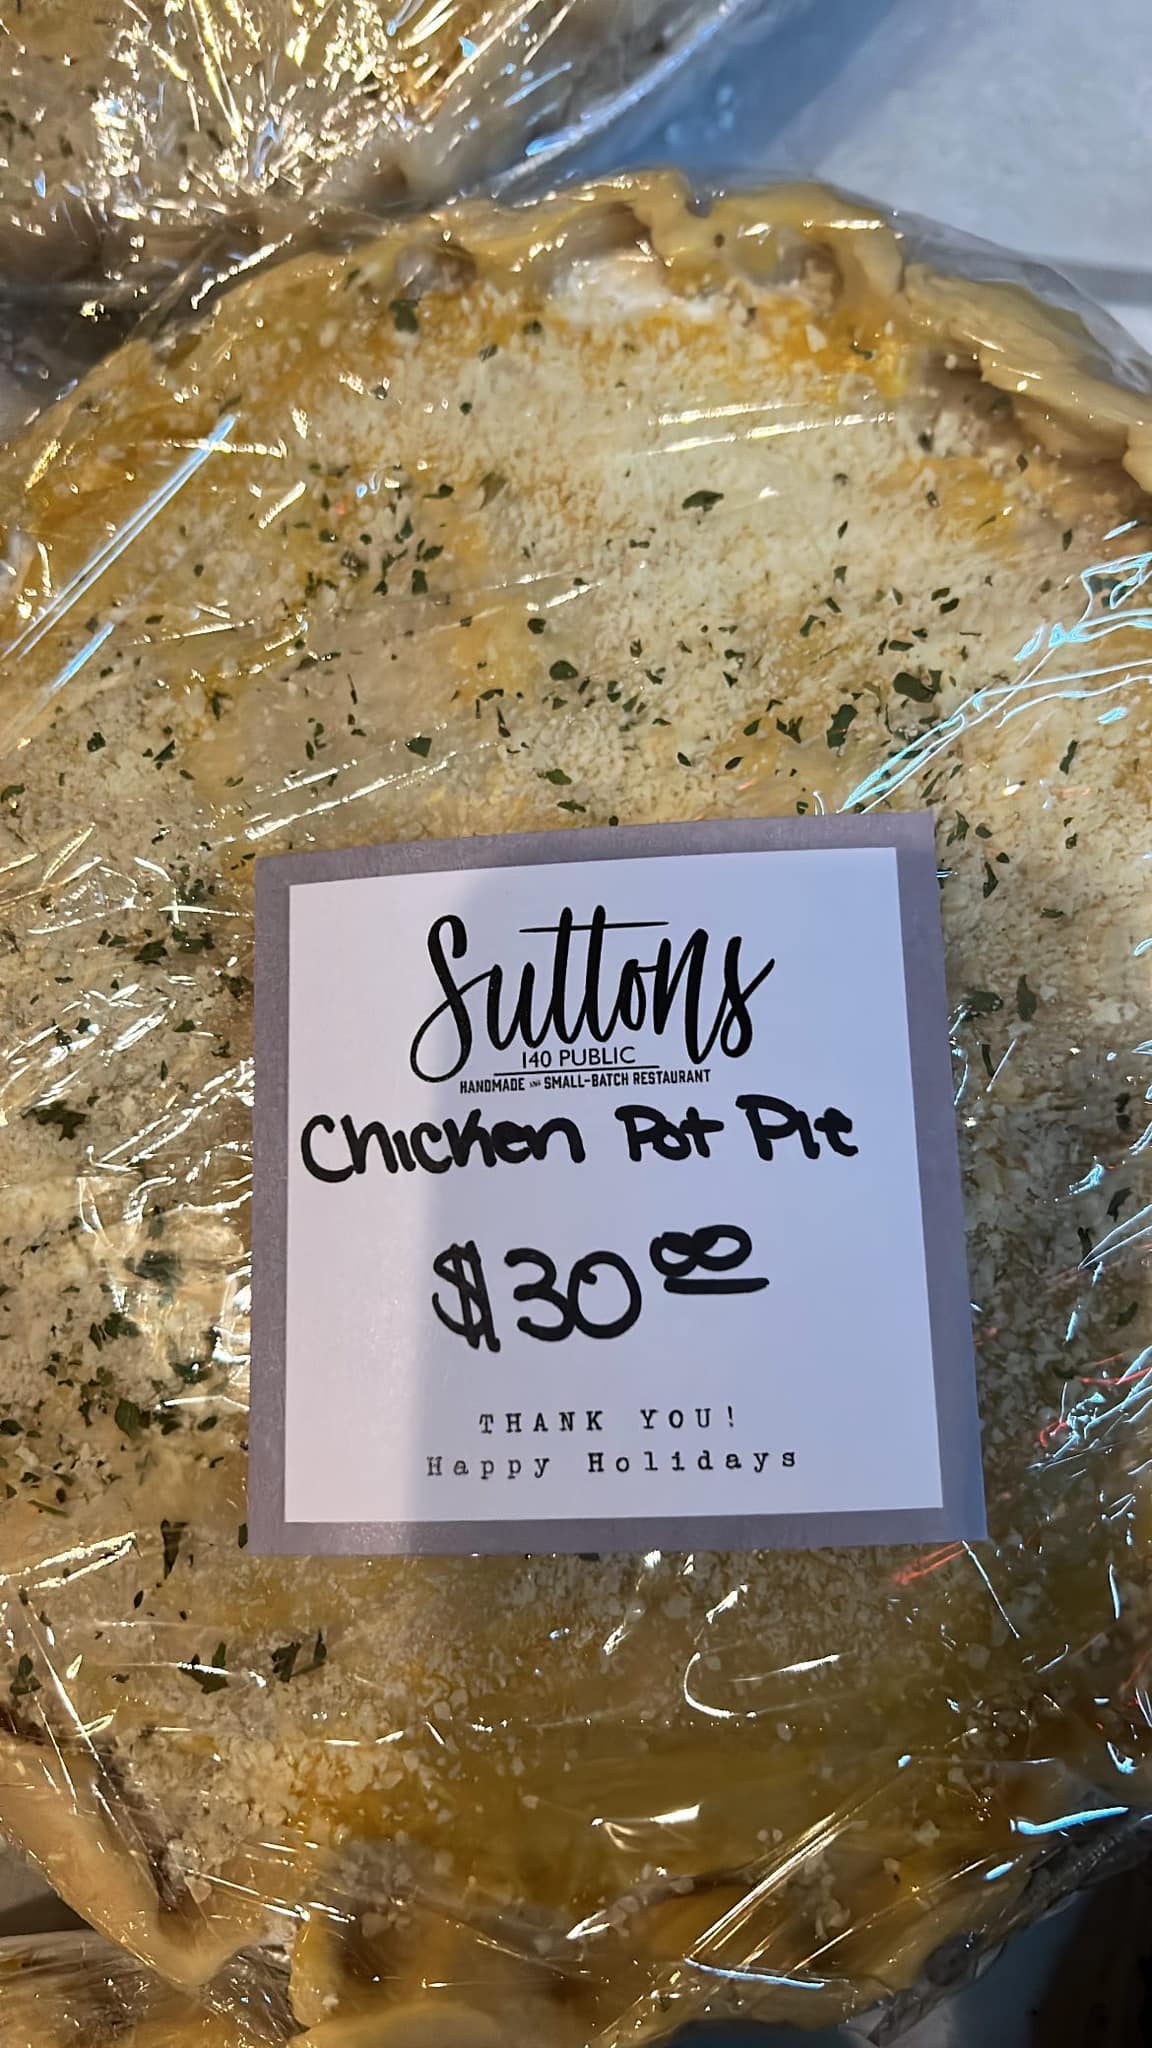 Suttons
140 PUBLIC
HANDMADE AND SMALL-BATCH RESTAURANT
Chicken Pot Pie
$30.00
THANK YOU!
Happy Holidays